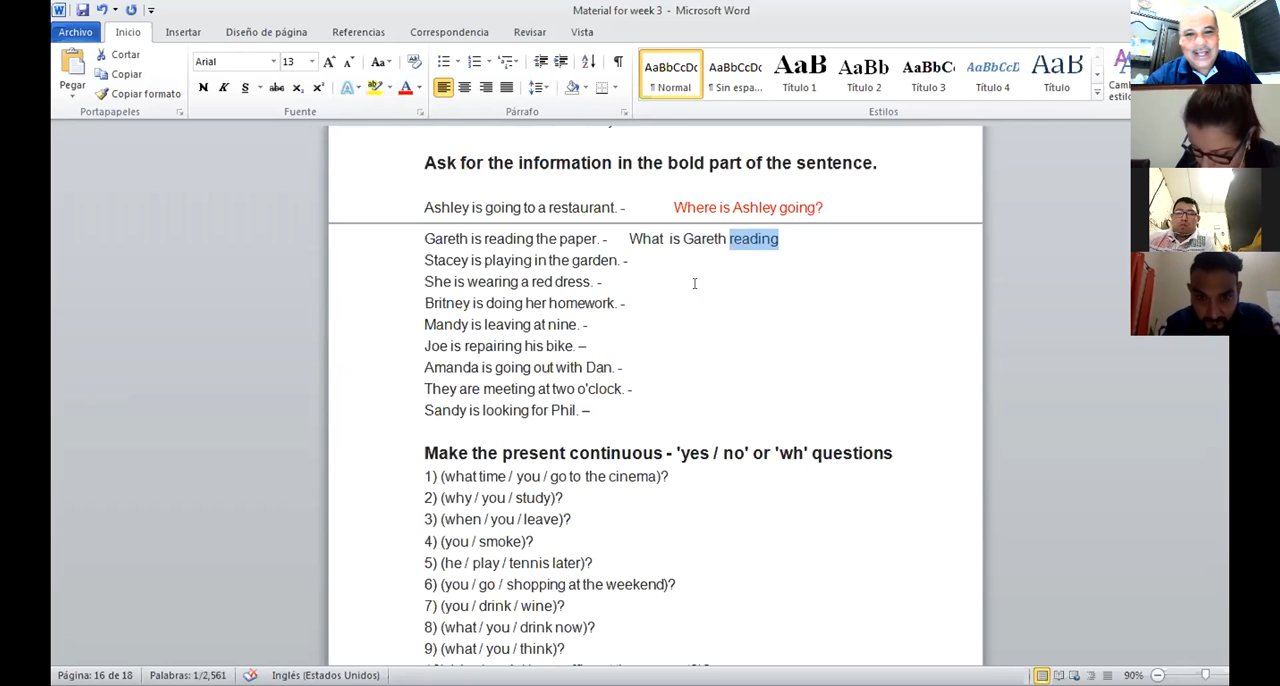 Material for week 3 - Microsoft Word
Archivo Inicio Insertar Diseño de página Referencias Correspondencia Revisar Vista
Cortar
Copiar
Copiar formato
Pegar
Portapapeles
Arial 13
Fuente
Párrafo
AaBbCcDc AaBbCcDc AaB AaBb AaBbC AaBbCcD AaBb
¶ Normal ¶ Sin espa... Título 1 Título 2 Título 3 Título 4 Título
Estilos
Ask for the information in the bold part of the sentence.
Ashley is going to a restaurant. - Where is Ashley going?
Gareth is reading the paper. - What is Gareth reading
Stacey is playing in the garden. -
She is wearing a red dress. -
Britney is doing her homework. -
Mandy is leaving at nine. -
Joe is repairing his bike. –
Amanda is going out with Dan. -
They are meeting at two o'clock. -
Sandy is looking for Phil. –
Make the present continuous - 'yes / no' or 'wh' questions
1) (what time / you / go to the cinema)?
2) (why / you / study)?
3) (when / you / leave)?
4) (you / smoke)?
5) (he / play / tennis later)?
6) (you / go / shopping at the weekend)?
7) (you / drink / wine)?
8) (what / you / drink now)?
9) (what / you / think)?
Página: 16 de 18 Palabras: 1/2,561 Inglés (Estados Unidos) 90%